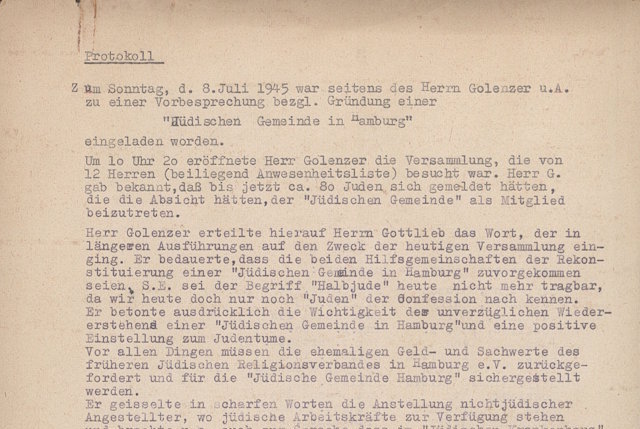 Protokoll
Zum Sonntag, d. 8.Juli 1945 war seitens des Herrn Golenzer u.A.
zu einer Vorbesprechung bezgl. Gründung einer
"Jüdischen Gemeinde in Hamburg"
eingeladen worden.
Um 1o Uhr 2o eröffnete Herr Golenzer die Versammlung, die von
12 Herren (beiliegend Anwesenheitsliste) besucht war. Herr G.
gab bekannt,daß bis jetzt ca. 8o Juden sich gemeldet hätten,
die die Absicht hätten,der "Jüdischen Gemeinde" als Mitglied
beizutreten.
Herr Golenzer erteilte hierauf Herrn Gottlieb das Wort, der in
längeren Ausführungen auf den Zweck der heutigen Versammlung ein-
ging. Er bedauerte,dass die beiden Hilfsgemeinschaften der Rekon-
stituierung einer "Jüdischen Gemeinde in Hamburg" zuvorgekommen
seien. S.E. sei der Begriff "Halbjude" heute nicht mehr tragbar,
da wir heute doch nur noch "Juden" der Confession nach kennen.
Er betonte ausdrücklich die Wichtigkeit des unverzüglichen Wieder-
erstehens einer "Jüdischen Gemeinde in Hamburg"und eine positive
Einstellung zum Judentume.
Vor allen Dingen müssen die ehemaligen Geld- und Sachwerte des
früheren Jüdischen Religionsverbandes in Hamburg e.V. zurückge-
fordert und für die "Jüdische Gemeinde Hamburg" sichergestellt
werden.
Er geisselte in scharfen Worten die Anstellung nichtjüdischer
Angestellter, wo jüdische Arbeitskräfte zur Verfügung stehen